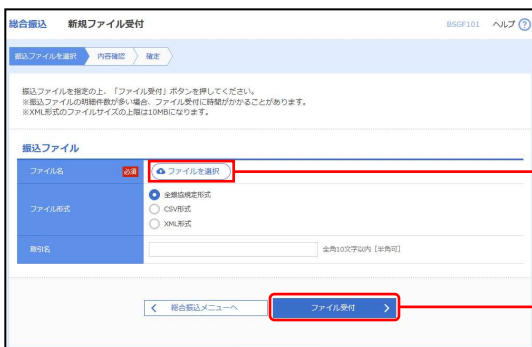 総合振込 新規ファイル受付 BSGF101 ヘルプ ?
振込ファイルを選択 内容確認 確定
振込ファイルを指定の上、「ファイル受付」ボタンを押してください。
※振込ファイルの明細件数が多い場合、ファイル受付に時間がかかることがあります。
※XML形式のファイルサイズの上限は10MBになります。
振込ファイル
ファイル名 必須 ファイルを選択
ファイル形式
全銀協規定形式
CSV形式
XML形式
取引名 全角10文字以内 [半角可]
総合振込メニューへ ファイル受付